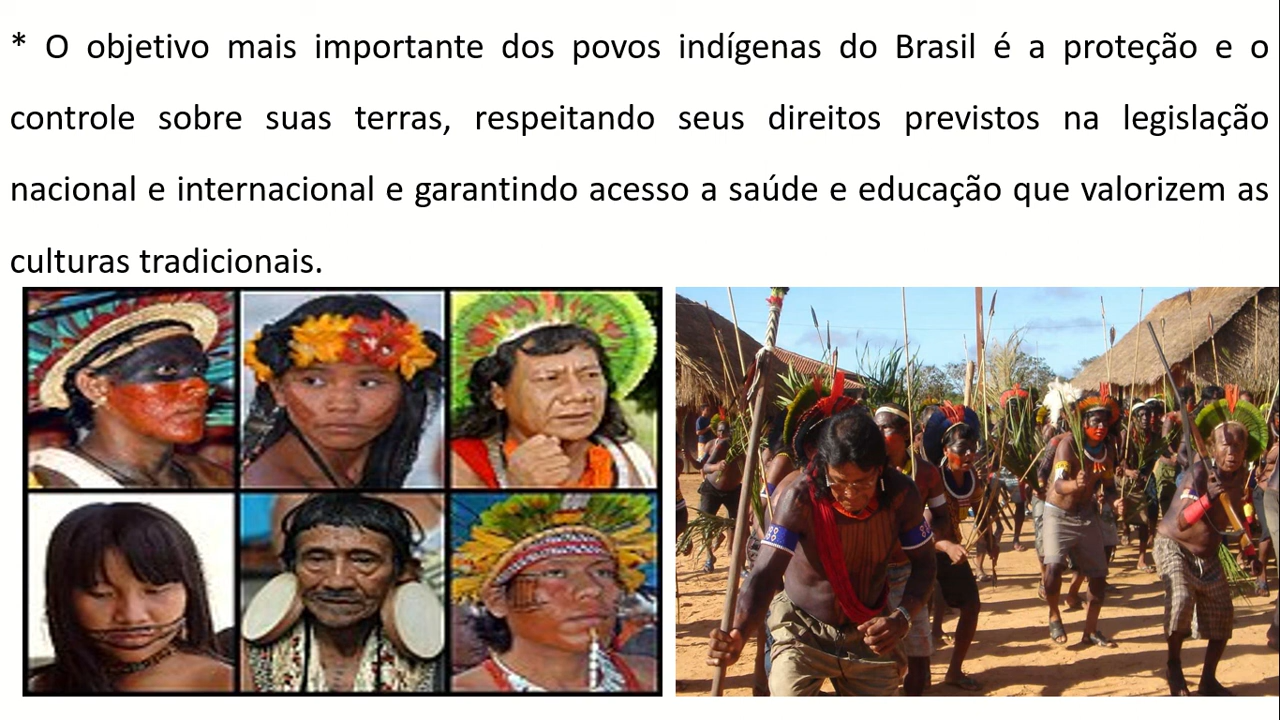 * O objetivo mais importante dos povos indígenas do Brasil é a proteção e o
controle sobre suas terras, respeitando seus direitos previstos na legislação
nacional e internacional e garantindo acesso a saúde e educação que valorizem as
culturas tradicionais.